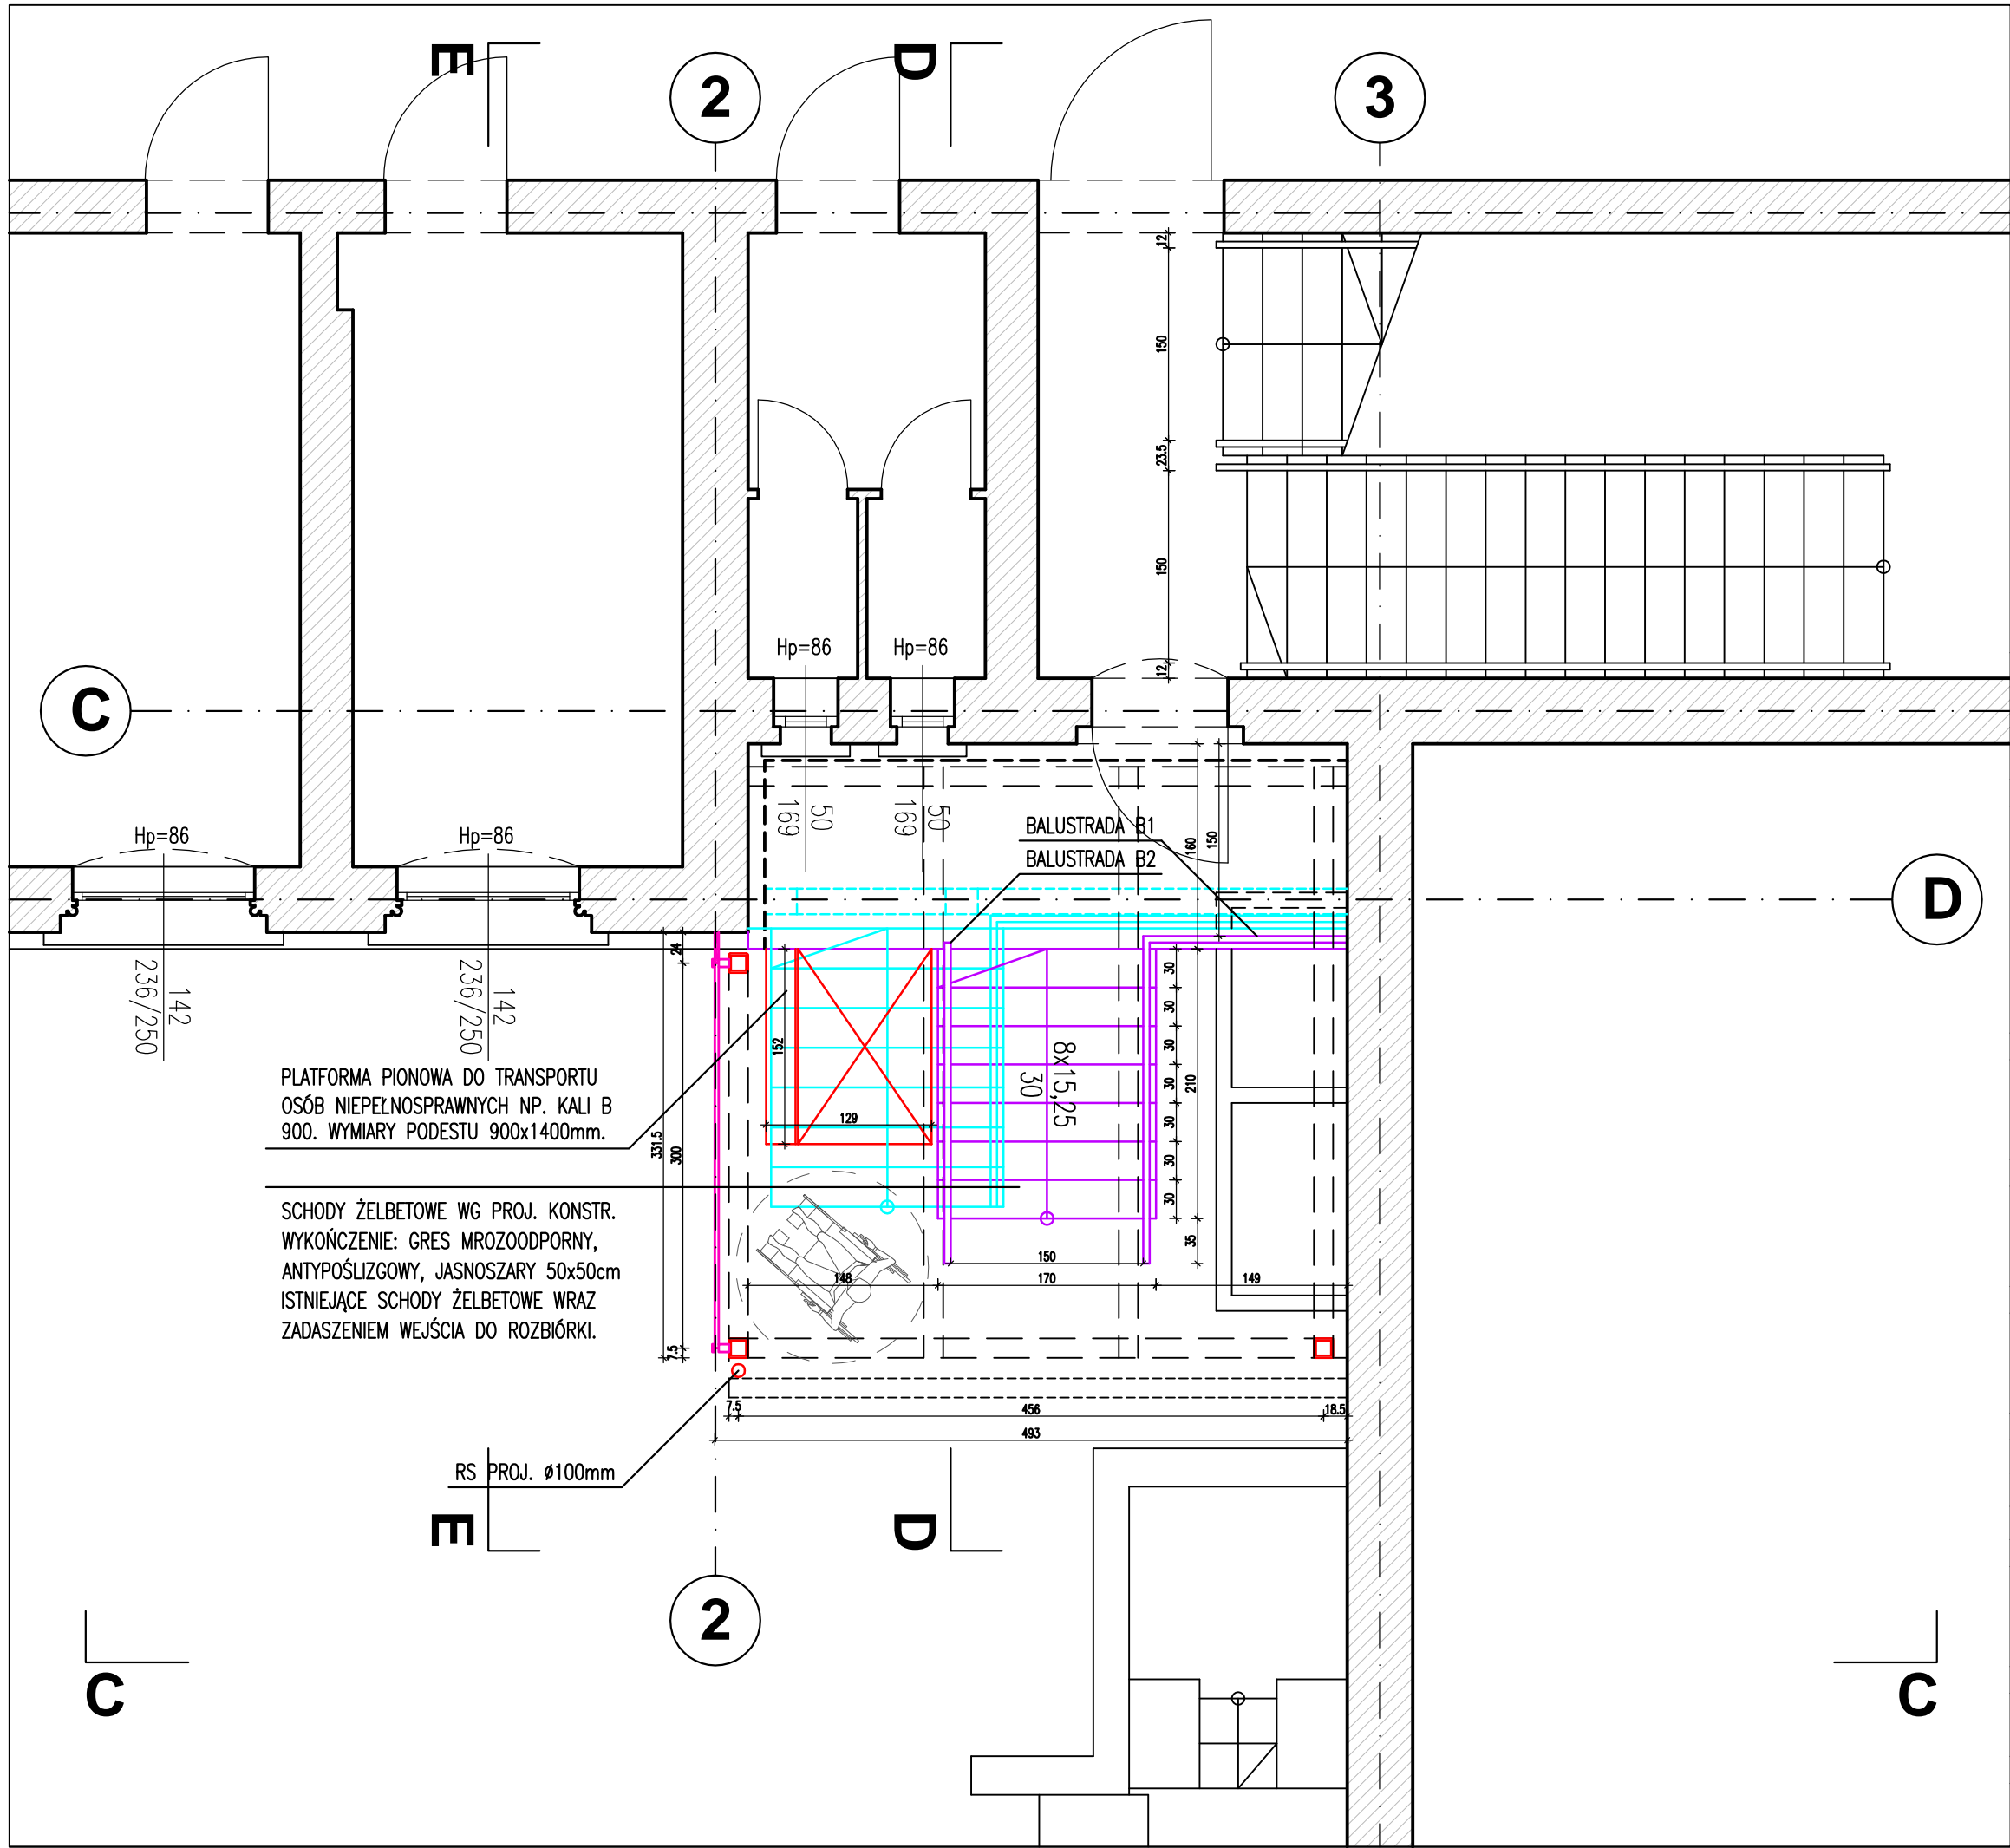 E
D
2
3
12
150
23.5
150
12
Hp=86
Hp=86
C
50
169
50
169
Hp=86
Hp=86
BALUSTRADA B1
BALUSTRADA B2
160
150
D
142
236/250
142
236/250
24
30
30
30
30
30
30
30
210
35
152
129
8x15,25
30
PLATFORMA PIONOWA DO TRANSPORTU
OSÓB NIEPEŁNOSPRAWNYCH NP. KALI B
900. WYMIARY PODESTU 900x1400mm.
331.5
300
7.5
SCHODY ŻELBETOWE WG PROJ. KONSTR.
WYKOŃCZENIE: GRES MROZOODPORNY,
ANTYPOŚLIZGOWY, JASNOSZARY 50x50cm
ISTNIEJĄCE SCHODY ŻELBETOWE WRAZ
ZADASZENIEM WEJŚCIA DO ROZBIÓRKI.
150
148
170
149
7.5
456
18.5
493
RS PROJ. ø100mm
E
D
2
C
C